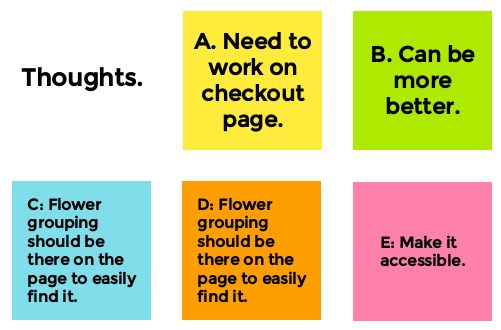 Thoughts.
A. Need to
work on
checkout
page.
B. Can be
more
better.
C: Flower
grouping
should be
there on the
page to easily
find it.
D: Flower
grouping
should be
there on the
page to easily
find it.
E: Make it
accessible.